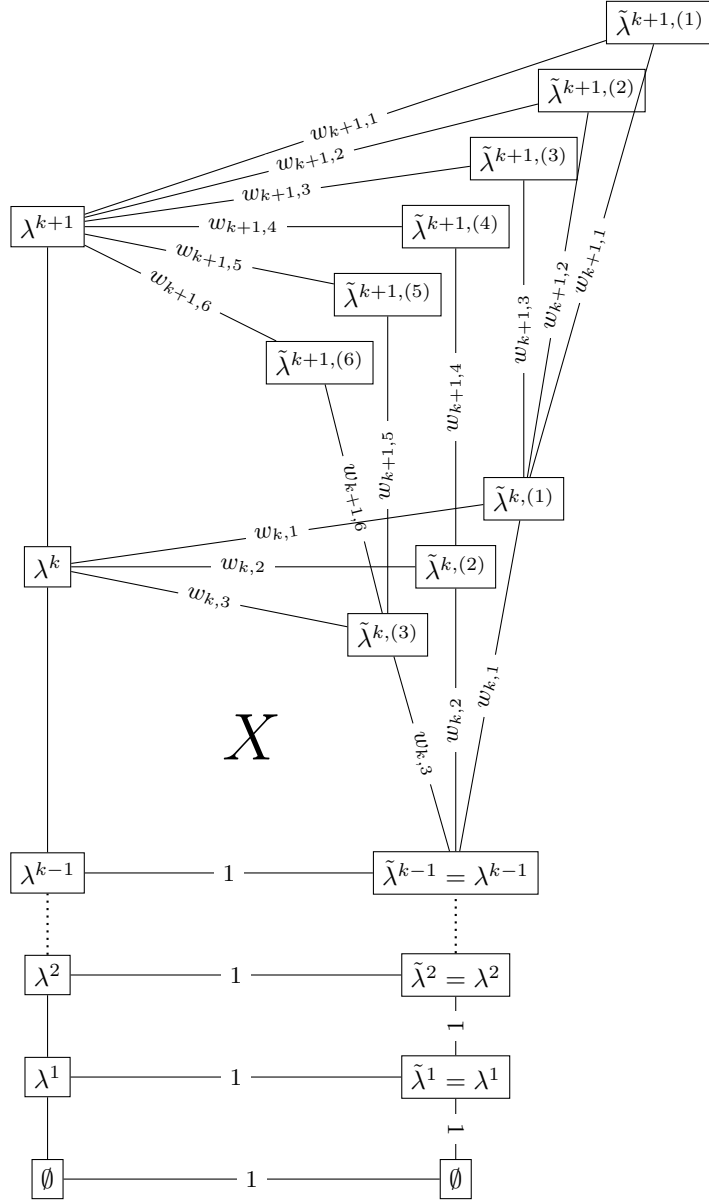 λ̃^{k+1,(1)}
λ̃^{k+1,(2)}
w_{k+1,1}
w_{k+1,2}
λ̃^{k+1,(3)}
w_{k+1,3}
λ^{k+1}
w_{k+1,4}
λ̃^{k+1,(4)}
w_{k+1,5}
λ̃^{k+1,(5)}
w_{k+1,6}
λ̃^{k+1,(6)}
w_{k+1,1}
w_{k+1,2}
w_{k+1,3}
w_{k+1,4}
w_{k+1,5}
w_{k+1,6}
λ̃^{k,(1)}
w_{k,1}
λ^{k}
w_{k,2}
λ̃^{k,(2)}
w_{k,3}
λ̃^{k,(3)}
w_{k,1}
w_{k,2}
w_{k,3}
X
λ^{k−1} 1 λ̃^{k−1} = λ^{k−1}
λ^{2} 1 λ̃^{2} = λ^{2}
1
λ^{1} 1 λ̃^{1} = λ^{1}
1
∅ 1 ∅